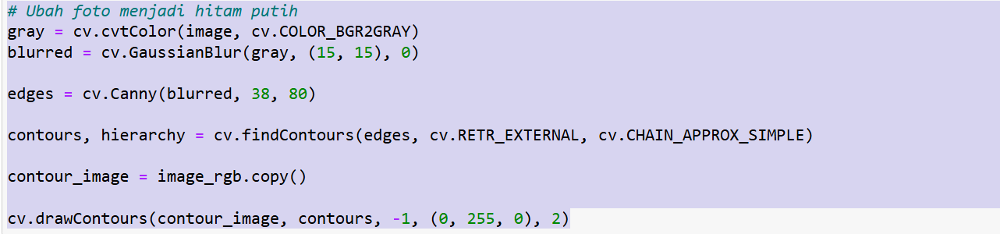 # Ubah foto menjadi hitam putih
gray = cv.cvtColor(image, cv.COLOR_BGR2GRAY)
blurred = cv.GaussianBlur(gray, (15, 15), 0)
edges = cv.Canny(blurred, 38, 80)
contours, hierarchy = cv.findContours(edges, cv.RETR_EXTERNAL, cv.CHAIN_APPROX_SIMPLE)
contour_image = image_rgb.copy()
cv.drawContours(contour_image, contours, -1, (0, 255, 0), 2)